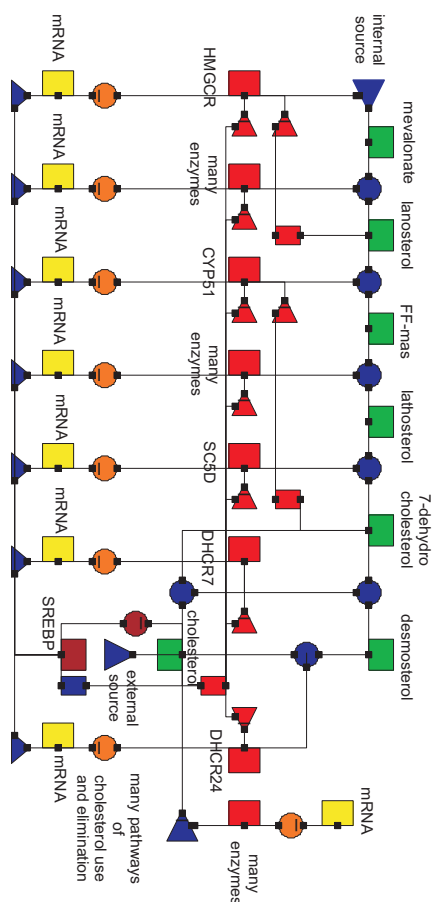 internal
source
mevalonate
lanosterol
FF-mas
lathosterol
7-dehydro
cholesterol
desmosterol
HMGCR
many
enzymes
CYP51
many
enzymes
SC5D
DHCR7
cholesterol
DHCR24
many
enzymes
mRNA
mRNA
mRNA
mRNA
mRNA
mRNA
mRNA
SREBP
external
source
mRNA
many pathways
of
cholesterol use
and elimination